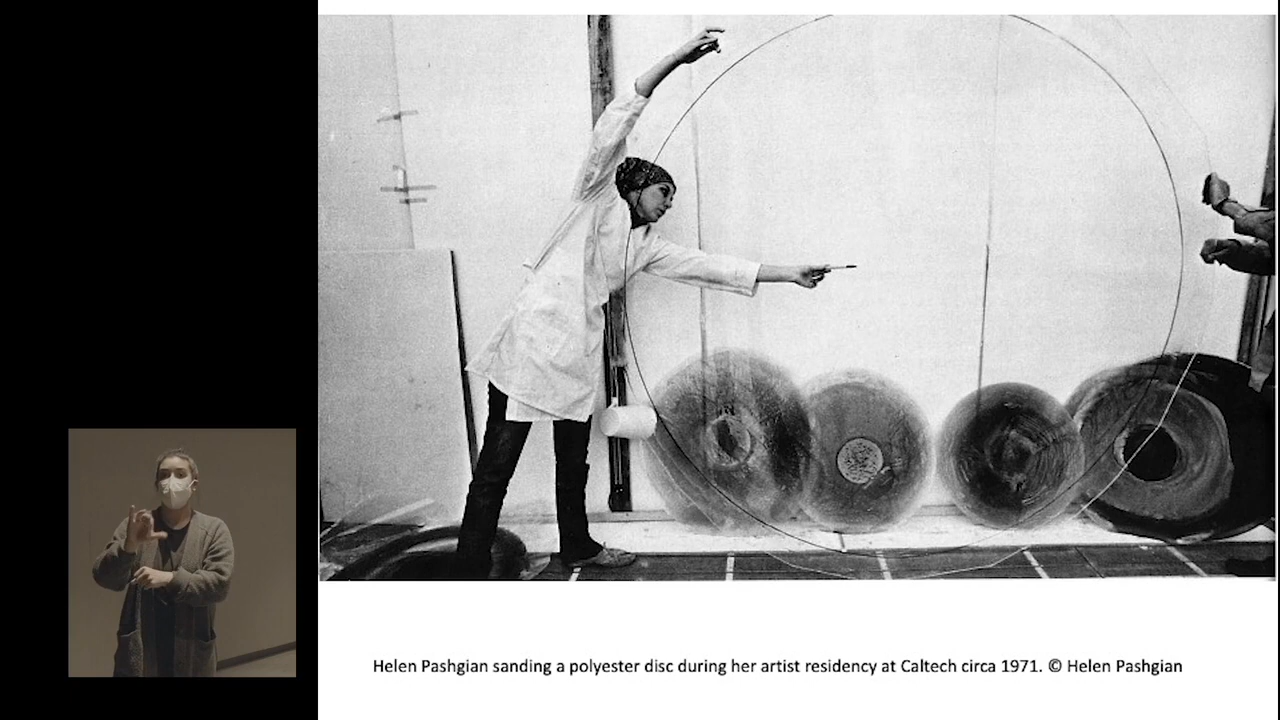 Helen Pashgian sanding a polyester disc during her artist residency at Caltech circa 1971. © Helen Pashgian